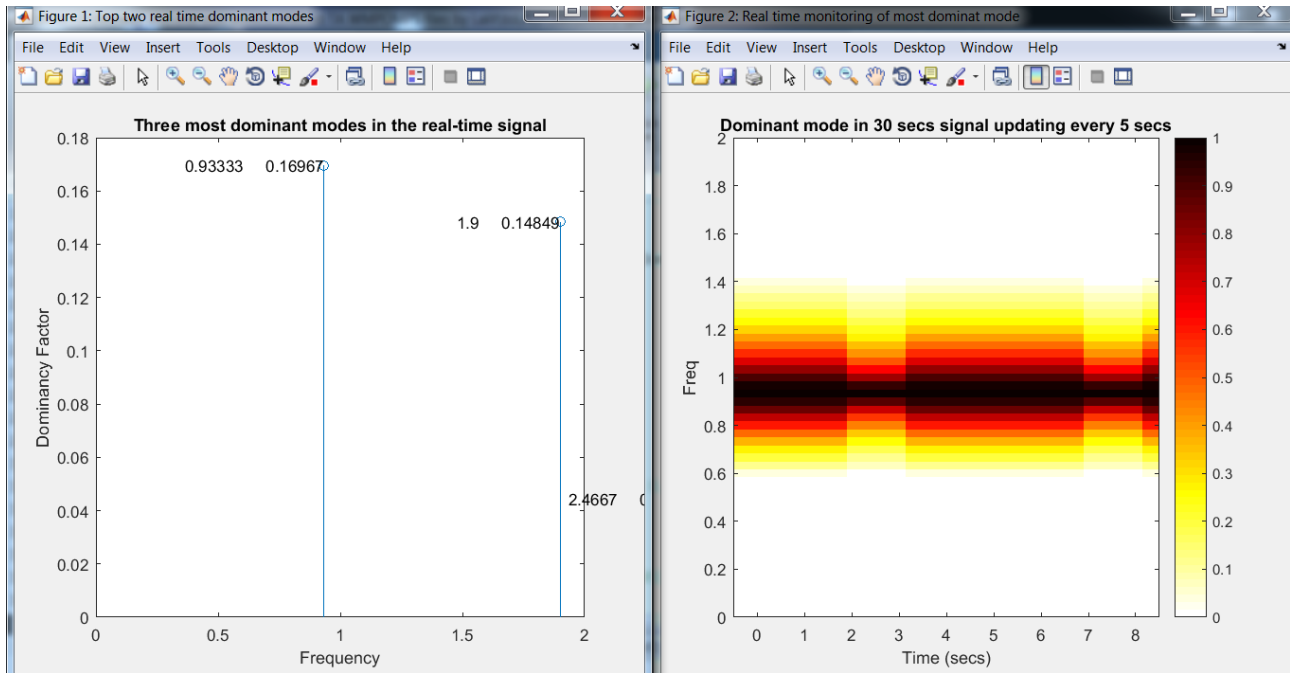 Figure 1: Top two real time dominant modes
File Edit View Insert Tools Desktop Window Help
Three most dominant modes in the real-time signal
0.18
0.16
0.14
0.12
0.1
0.08
0.06
0.04
0.02
0
Dominancy Factor
0.93333 0.16967
1.9 0.14849
2.4667
0 0.5 1 1.5 2
Frequency
Figure 2: Real time monitoring of most dominat mode
File Edit View Insert Tools Desktop Window Help
Dominant mode in 30 secs signal updating every 5 secs
2
1.8
1.6
1.4
1.2
1
0.8
0.6
0.4
0.2
0
Freq
0 1 2 3 4 5 6 7 8
Time (secs)
1
0.9
0.8
0.7
0.6
0.5
0.4
0.3
0.2
0.1
0